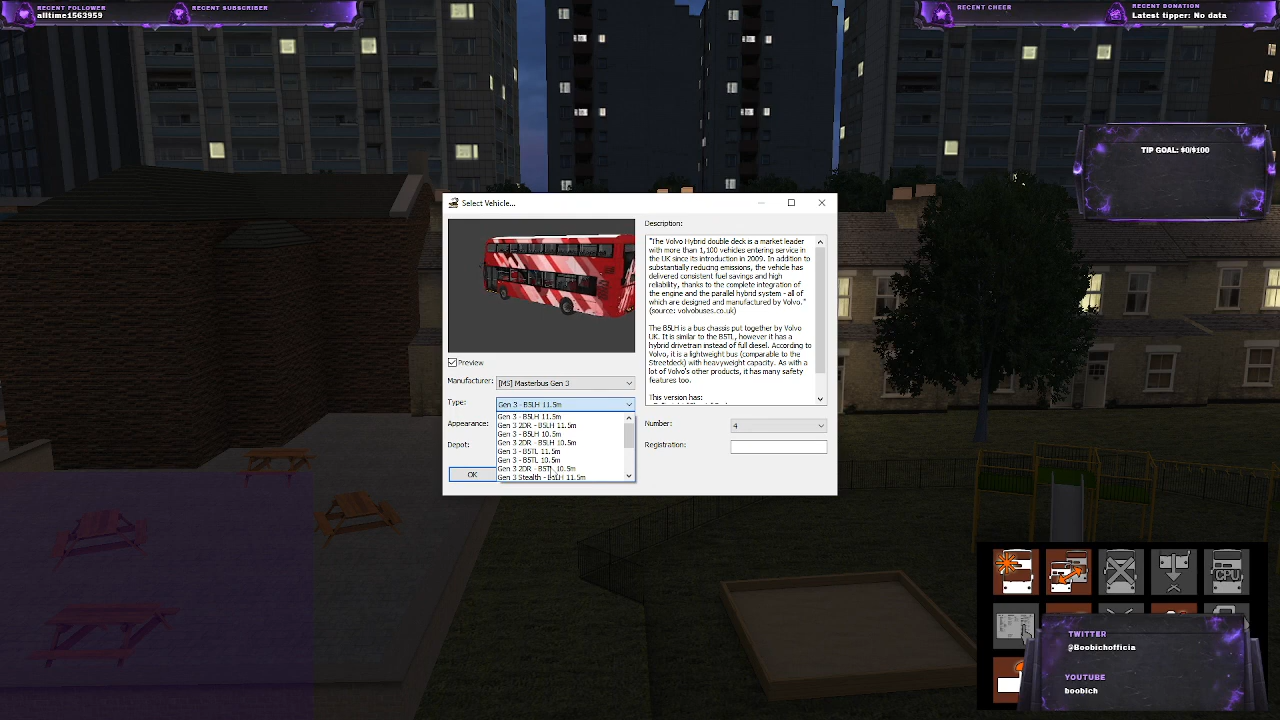 RECENT FOLLOWER
alltime1563959
RECENT SUBSCRIBER
RECENT CHEER
RECENT DONATION
Latest tipper: No data
TIP GOAL: $0/$100
Select Vehicle...
Description:
"The Volvo Hybrid double deck is a market leader
with more than 1,100 vehicles entering service in
the UK since its introduction in 2009. In addition to
substantially reducing emissions, the vehicle has
delivered consistent fuel savings and high
reliability, thanks to the complete integration of
the engine and the parallel hybrid system - all of
which are designed and manufactured by Volvo."
(source: volvobuses.co.uk)
The B5LH is a bus chassis put together by Volvo
UK. It is similar to the B5TL, however it has a
hybrid drivetrain instead of full diesel. According to
Volvo, it is a lightweight bus (comparable to the
Streetdeck) with heavyweight capacity. As with a
lot of Volvo's other products, it has many safety
features too.
This version has:
Preview
Manufacturer: [MS] Masterbus Gen 3
Type: Gen 3 - B5LH 11.5m
Gen 3 - B5LH 11.5m
Gen 3 2DR - B5LH 11.5m
Gen 3 - B5LH 10.5m
Gen 3 2DR - B5LH 10.5m
Gen 3 - B5TL 11.5m
Gen 3 - B5TL 10.5m
Gen 3 2DR - B5TL 10.5m
Gen 3 Stealth - B5LH 11.5m
Appearance:
Depot:
Number: 4
Registration:
OK
CPU
TWITTER
@Boobichofficia
YOUTUBE
boobich